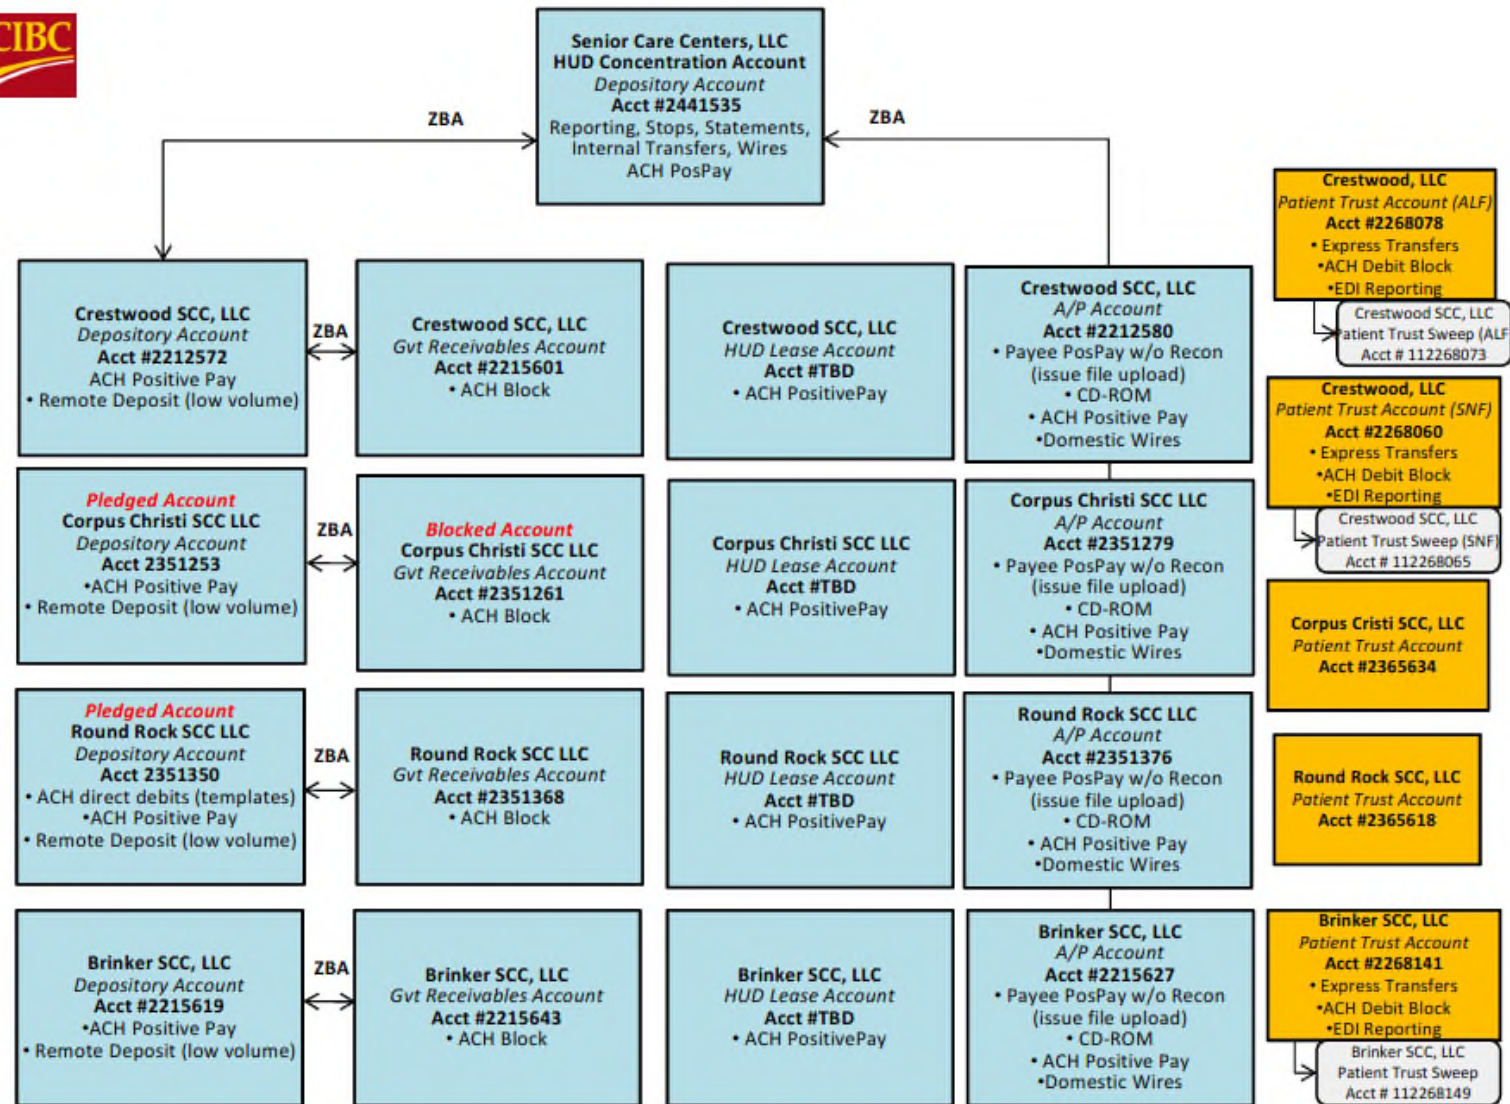 CIBC
Senior Care Centers, LLC
HUD Concentration Account
Depository Account
Acct #2441535
Reporting, Stops, Statements,
Internal Transfers, Wires
ACH PosPay
ZBA
ZBA
Crestwood SCC, LLC
Depository Account
Acct #2212572
ACH Positive Pay
• Remote Deposit (low volume)
ZBA
Crestwood SCC, LLC
Gvt Receivables Account
Acct #2215601
• ACH Block
Crestwood SCC, LLC
HUD Lease Account
Acct #TBD
• ACH PositivePay
Crestwood SCC, LLC
A/P Account
Acct #2212580
• Payee PosPay w/o Recon
(issue file upload)
• CD-ROM
• ACH Positive Pay
•Domestic Wires
Crestwood, LLC
Patient Trust Account (ALF)
Acct #2268078
• Express Transfers
•ACH Debit Block
•EDI Reporting
Crestwood SCC, LLC
Patient Trust Sweep (ALF
Acct # 112268073
Crestwood, LLC
Patient Trust Account (SNF)
Acct #2268060
• Express Transfers
•ACH Debit Block
•EDI Reporting
Crestwood SCC, LLC
Patient Trust Sweep (SNF)
Acct # 112268065
Pledged Account
Corpus Christi SCC LLC
Depository Account
Acct 2351253
•ACH Positive Pay
• Remote Deposit (low volume)
ZBA
Blocked Account
Corpus Christi SCC LLC
Gvt Receivables Account
Acct #2351261
• ACH Block
Corpus Christi SCC LLC
HUD Lease Account
Acct #TBD
• ACH PositivePay
Corpus Christi SCC LLC
A/P Account
Acct #2351279
• Payee PosPay w/o Recon
(issue file upload)
• CD-ROM
• ACH Positive Pay
•Domestic Wires
Corpus Cristi SCC, LLC
Patient Trust Account
Acct #2365634
Pledged Account
Round Rock SCC LLC
Depository Account
Acct 2351350
• ACH direct debits (templates)
•ACH Positive Pay
• Remote Deposit (low volume)
ZBA
Round Rock SCC LLC
Gvt Receivables Account
Acct #2351368
• ACH Block
Round Rock SCC LLC
HUD Lease Account
Acct #TBD
• ACH PositivePay
Round Rock SCC LLC
A/P Account
Acct #2351376
• Payee PosPay w/o Recon
(issue file upload)
• CD-ROM
• ACH Positive Pay
•Domestic Wires
Round Rock SCC, LLC
Patient Trust Account
Acct #2365618
Brinker SCC, LLC
Depository Account
Acct #2215619
•ACH Positive Pay
• Remote Deposit (low volume)
ZBA
Brinker SCC, LLC
Gvt Receivables Account
Acct #2215643
• ACH Block
Brinker SCC, LLC
HUD Lease Account
Acct #TBD
• ACH PositivePay
Brinker SCC, LLC
A/P Account
Acct #2215627
• Payee PosPay w/o Recon
(issue file upload)
• CD-ROM
• ACH Positive Pay
•Domestic Wires
Brinker SCC, LLC
Patient Trust Account
Acct #2268141
• Express Transfers
•ACH Debit Block
•EDI Reporting
Brinker SCC, LLC
Patient Trust Sweep
Acct # 112268149